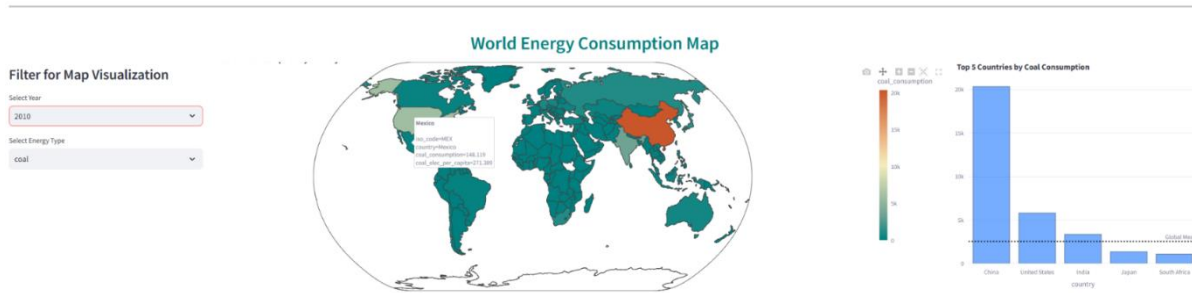 World Energy Consumption Map
Filter for Map Visualization
Select Year
2010
Select Energy Type
coal
Mexico
iso_code=MEX
country=Mexico
coal_consumption=148.119
coal_elec_per_capita=271.380
coal_consumption
20k
15k
10k
5k
0
Top 5 Countries by Coal Consumption
20k
15k
10k
5k
0
Global Mea
China
United States
India
Japan
South Africa
country